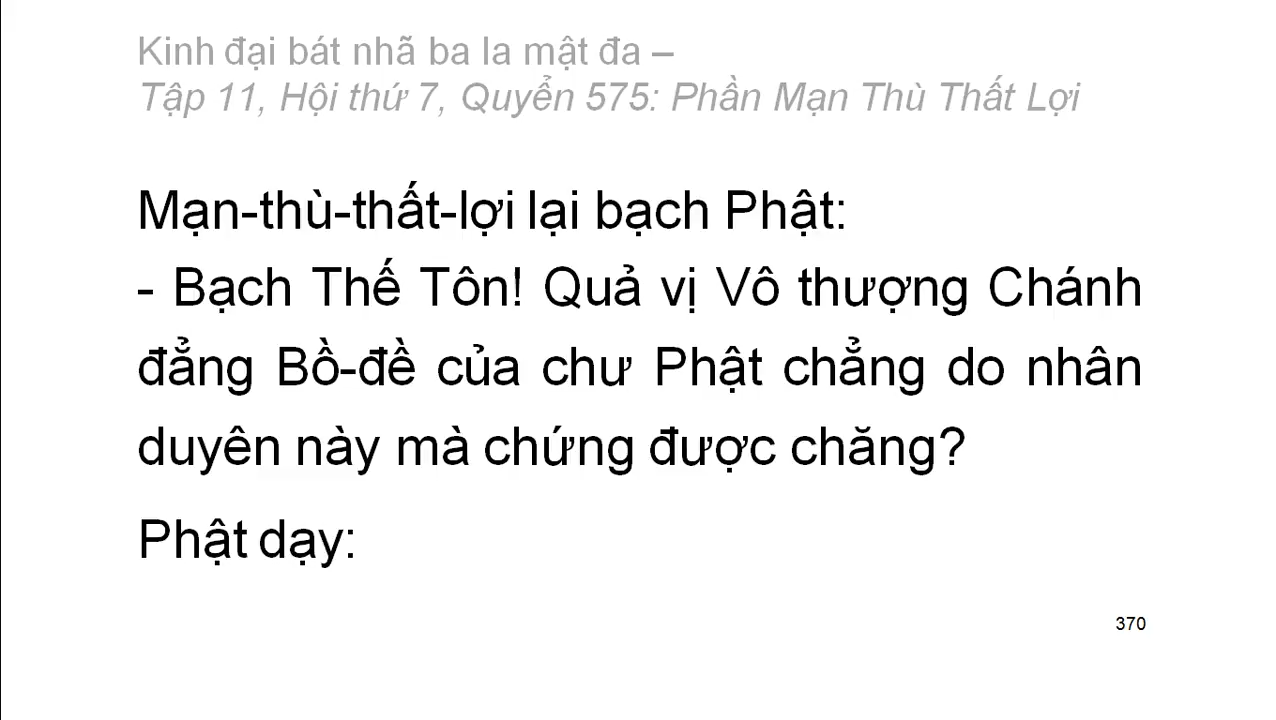 Kinh đại bát nhã ba la mật đa –
Tập 11, Hội thứ 7, Quyển 575: Phần Mạn Thù Thất Lợi
Mạn-thù-thất-lợi lại bạch Phật:
- Bạch Thế Tôn! Quả vị Vô thượng Chánh
đẳng Bồ-đề của chư Phật chẳng do nhân
duyên này mà chứng được chăng?
Phật dạy:
370